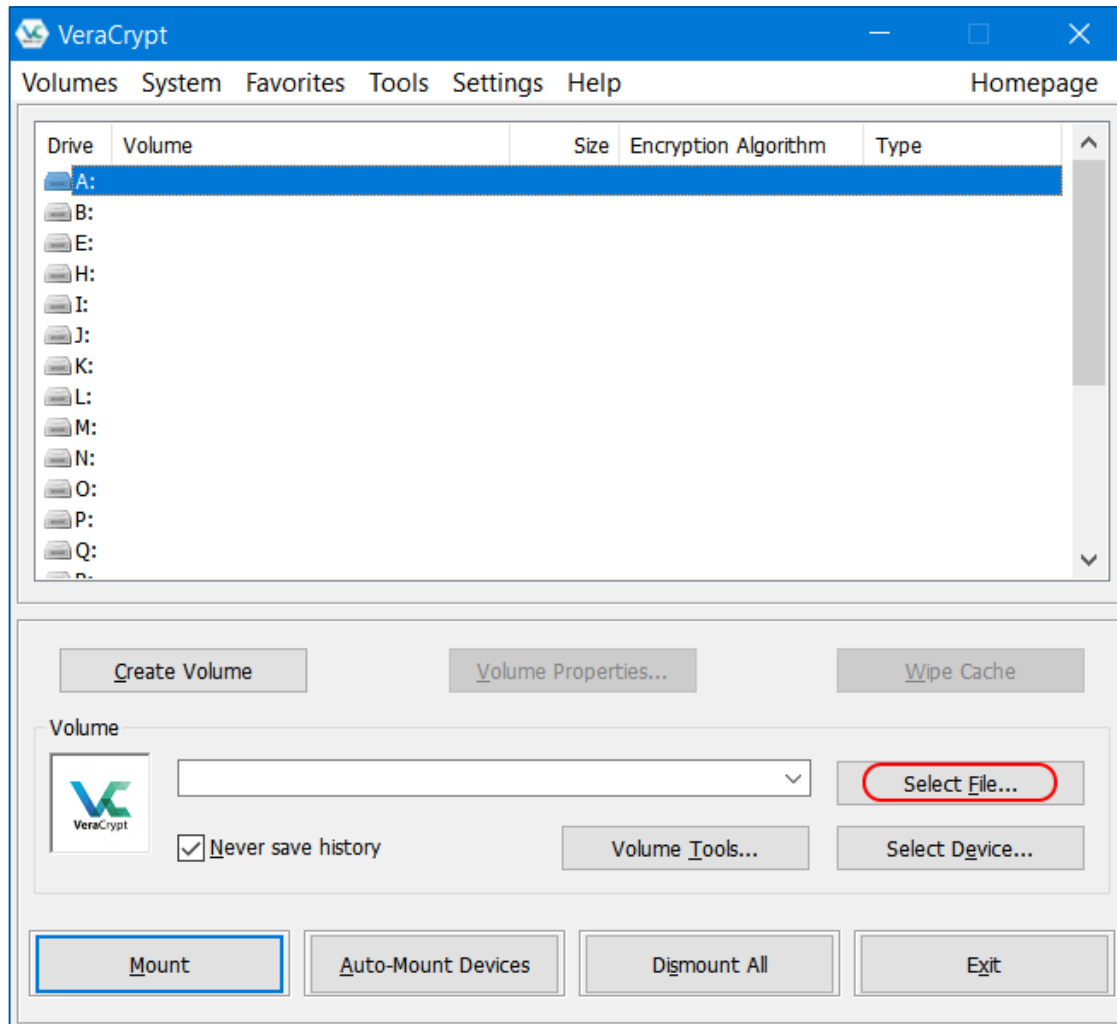 VeraCrypt
Volumes System Favorites Tools Settings Help Homepage
Drive Volume Size Encryption Algorithm Type
A:
B:
E:
H:
I:
J:
K:
L:
M:
N:
O:
P:
Q:
Create Volume Volume Properties... Wipe Cache
Volume
VeraCrypt
Select File...
Never save history Volume Tools... Select Device...
Mount Auto-Mount Devices Dismount All Exit